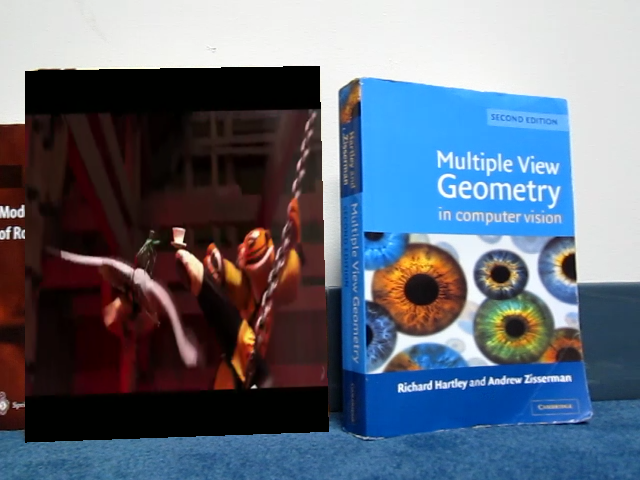 Mod
of Ro
Hartley and
Zisserman
Multiple View Geometry
SECOND EDITION
Multiple View
Geometry
in computer vision
Richard Hartley and Andrew Zisserman
CAMBRIDGE